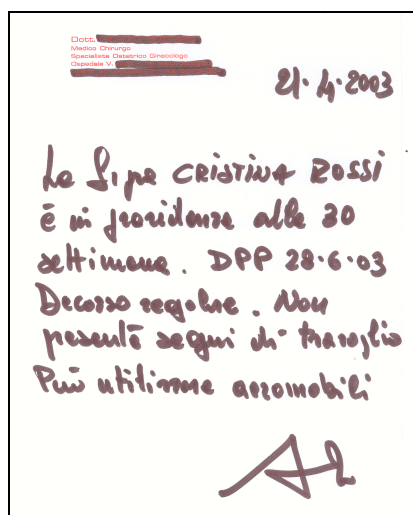 Dott.
Medico Chirurgo
Specialista Ostetrico Ginecologo
Ospedale V.
21·4·2003
La Sig.ra CRISTINA ROSSI
è in gravidanza alla 30
settimana. DPP 28·6·03
Decorso regolare. Non
presenta segni di travaglio
Può utilizzare aeromobili